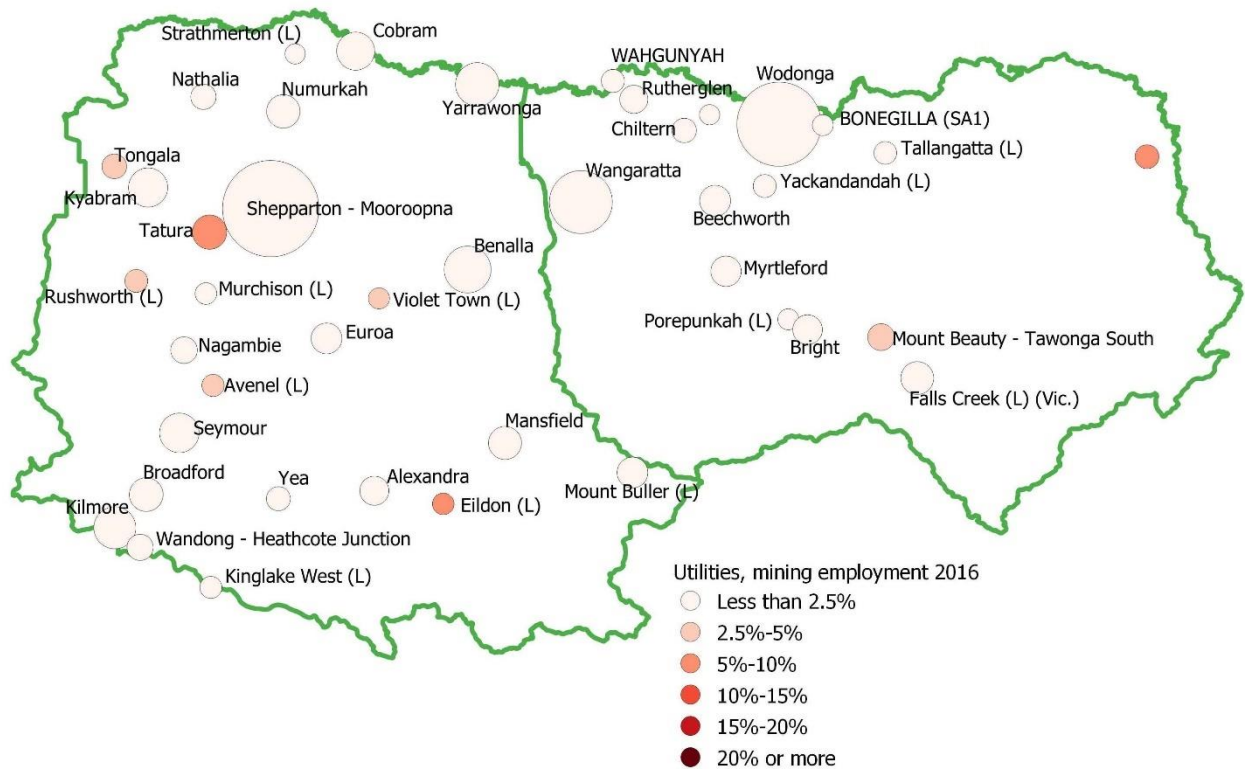 Strathmerton (L)
Cobram
WAHGUNYAH
Wodonga
Nathalia
Numurkah
Yarrawonga
Rutherglen
Chiltern
BONEGILLA (SA1)
Tongala
Tallangatta (L)
Kyabram
Wangaratta
Yackandandah (L)
Shepparton - Mooroopna
Beechworth
Tatura
Benalla
Myrtleford
Rushworth (L)
Murchison (L)
Violet Town (L)
Porepunkah (L)
Euroa
Mount Beauty - Tawonga South
Nagambie
Bright
Avenel (L)
Falls Creek (L) (Vic.)
Seymour
Mansfield
Broadford
Yea
Alexandra
Mount Buller (L)
Kilmore
Eildon (L)
Wandong - Heathcote Junction
Kinglake West (L)
Utilities, mining employment 2016
Less than 2.5%
2.5%-5%
5%-10%
10%-15%
15%-20%
20% or more